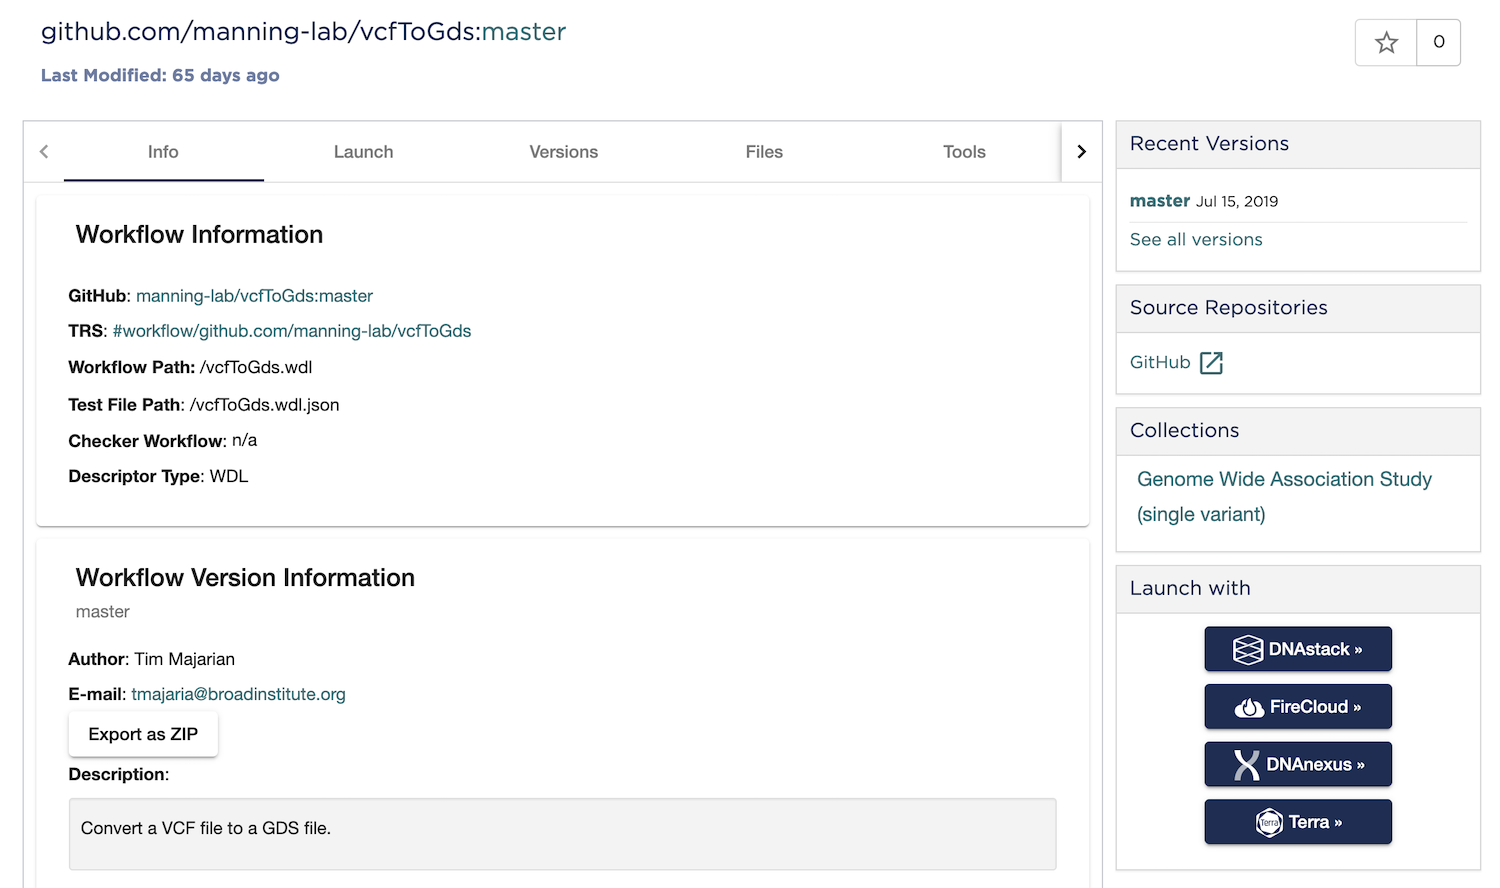 github.com/manning-lab/vcfToGds:master
Last Modified: 65 days ago
0
Info Launch Versions Files Tools
Workflow Information
GitHub: manning-lab/vcfToGds:master
TRS: #workflow/github.com/manning-lab/vcfToGds
Workflow Path: /vcfToGds.wdl
Test File Path: /vcfToGds.wdl.json
Checker Workflow: n/a
Descriptor Type: WDL
Workflow Version Information
master
Author: Tim Majarian
E-mail: tmajaria@broadinstitute.org
Export as ZIP
Description:
Convert a VCF file to a GDS file.
Recent Versions
master Jul 15, 2019
See all versions
Source Repositories
GitHub
Collections
Genome Wide Association Study
(single variant)
Launch with
DNAstack »
FireCloud »
DNAnexus »
Terra Terra »